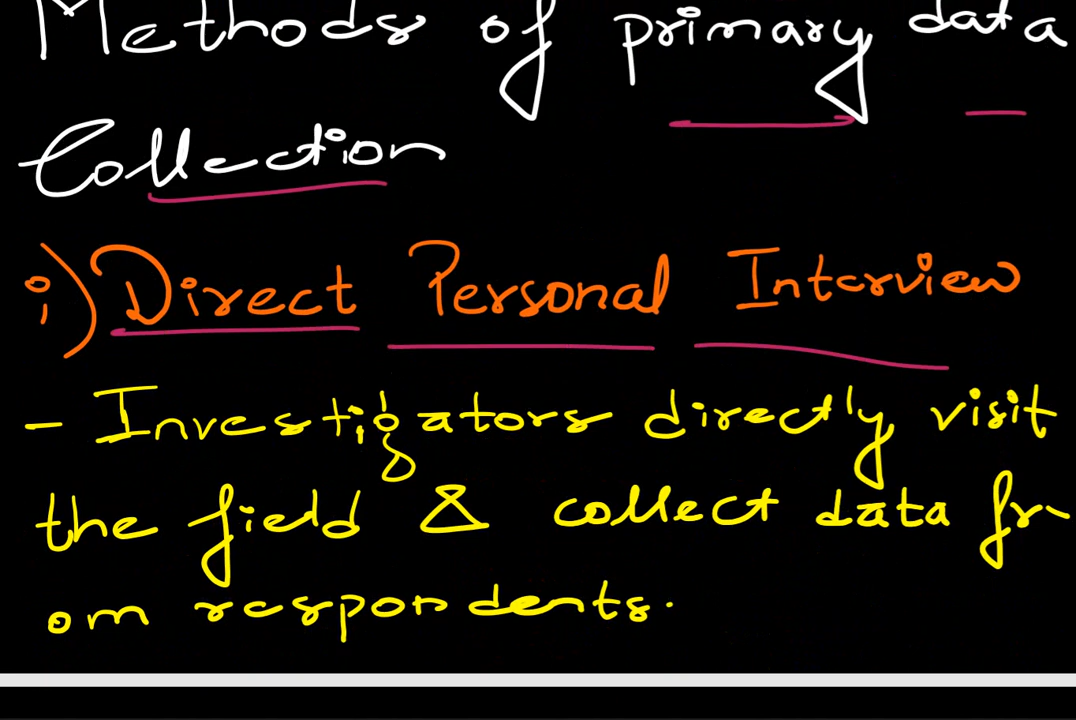 Methods of primary data
Collection
i) Direct Personal Interview
- Investigators directly visit
the field & collect data fr-
om respondents.